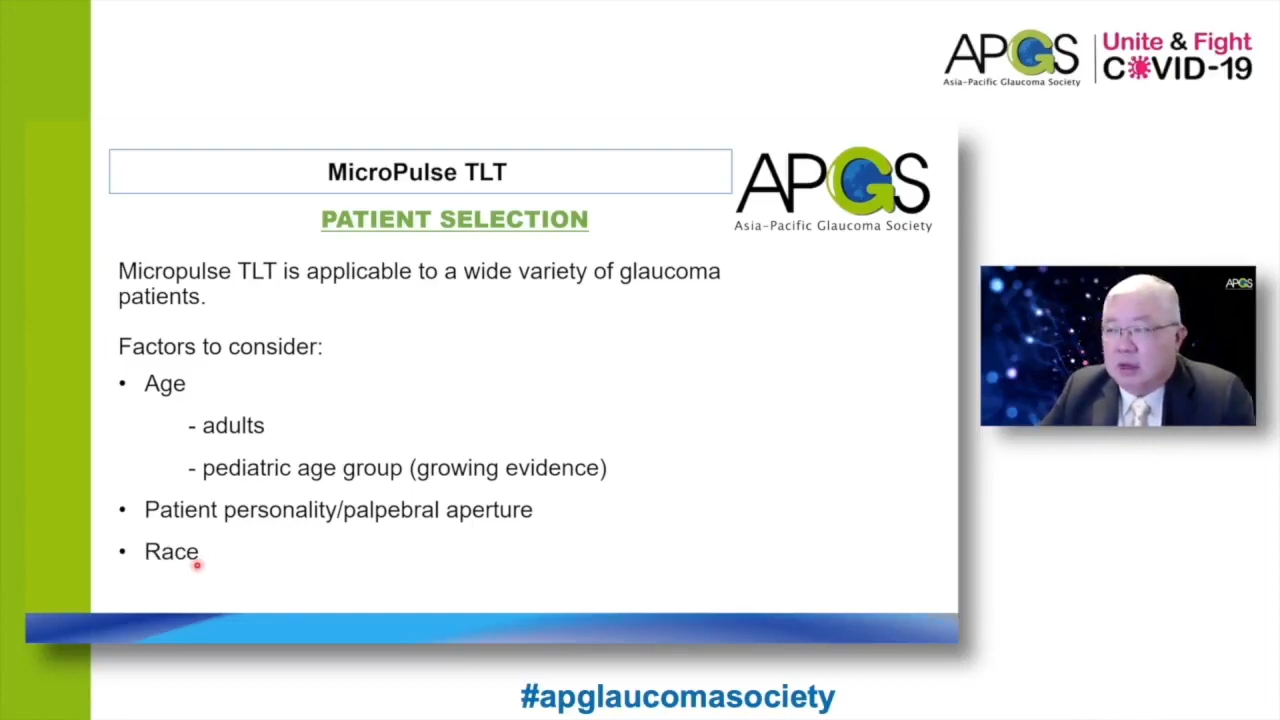 APGS
Asia-Pacific Glaucoma Society
Unite & Fight
COVID-19
MicroPulse TLT
APGS
Asia-Pacific Glaucoma Society
PATIENT SELECTION
Micropulse TLT is applicable to a wide variety of glaucoma
patients.
Factors to consider:
• Age
- adults
- pediatric age group (growing evidence)
• Patient personality/palpebral aperture
• Race
APGS
#apglaucomasociety